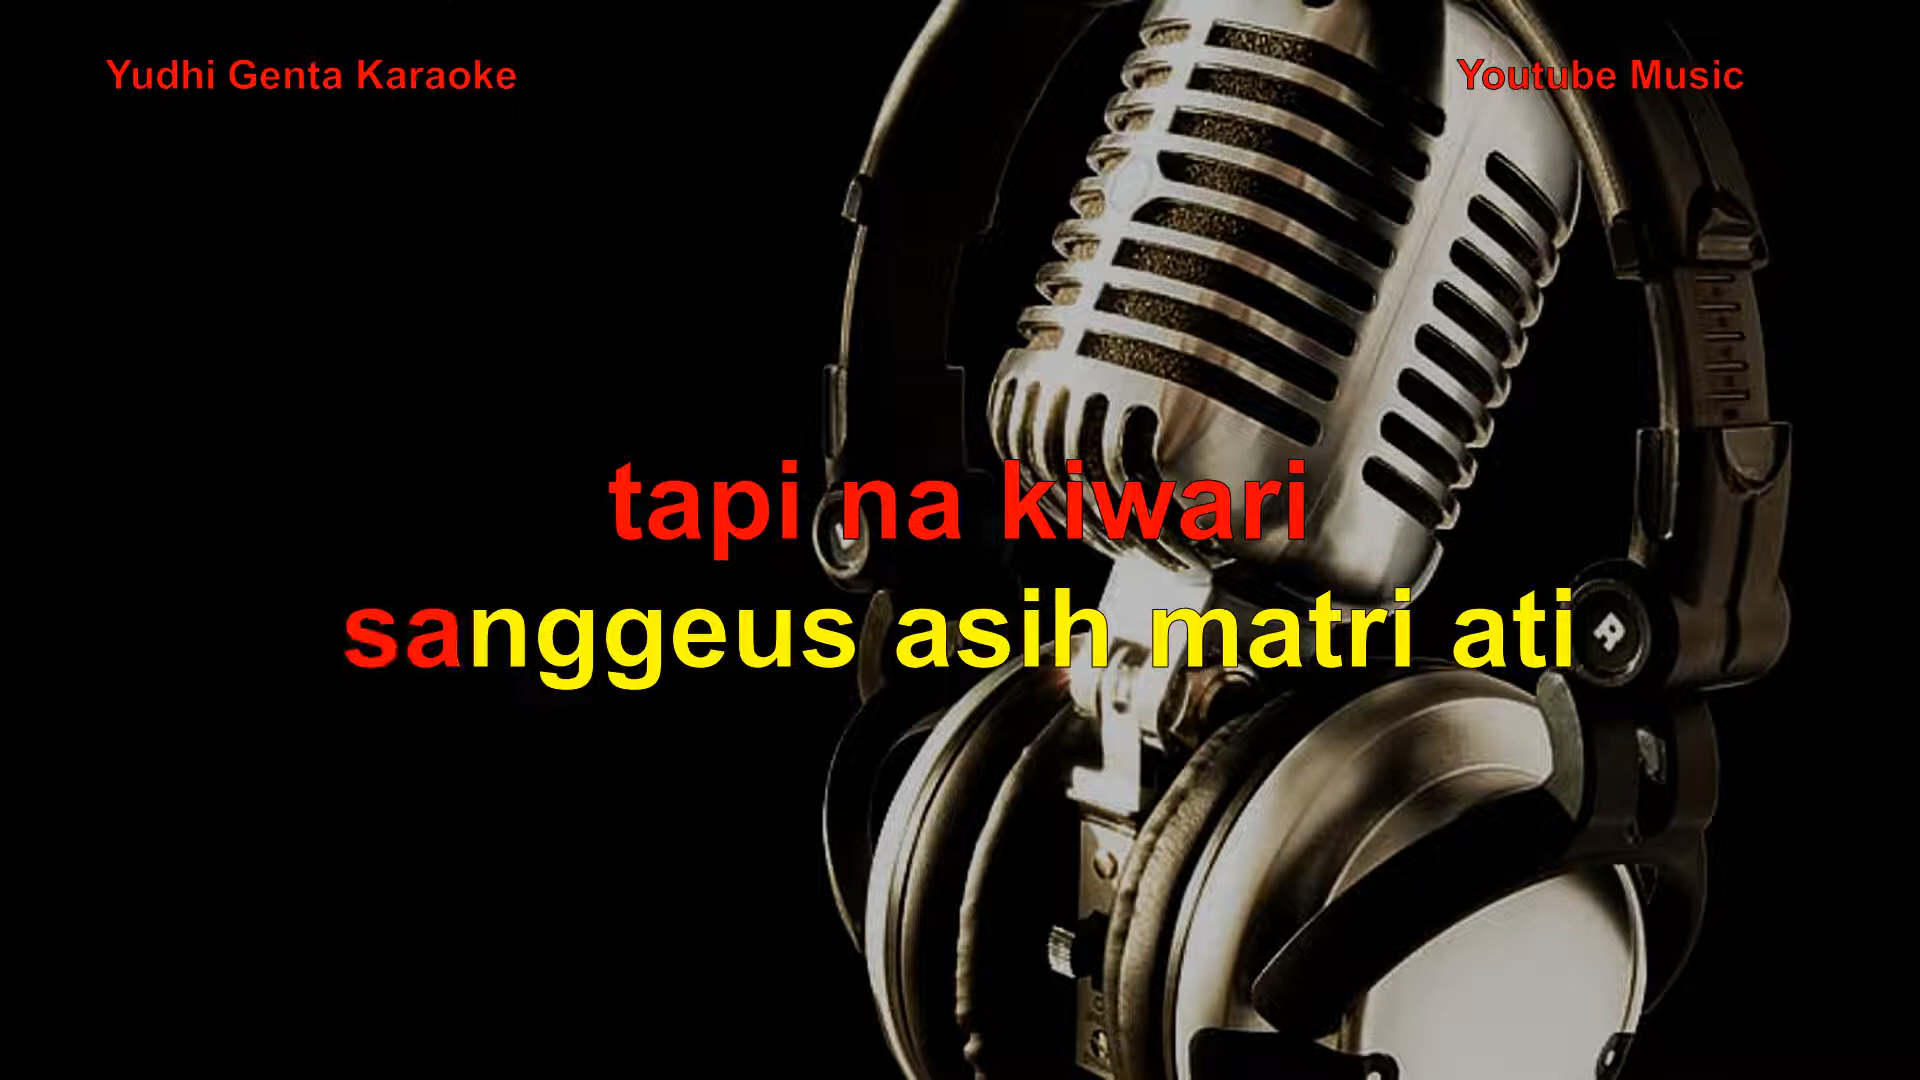 Yudhi Genta Karaoke
Youtube Music
tapi na kiwari
sanggeus asih matri ati
R